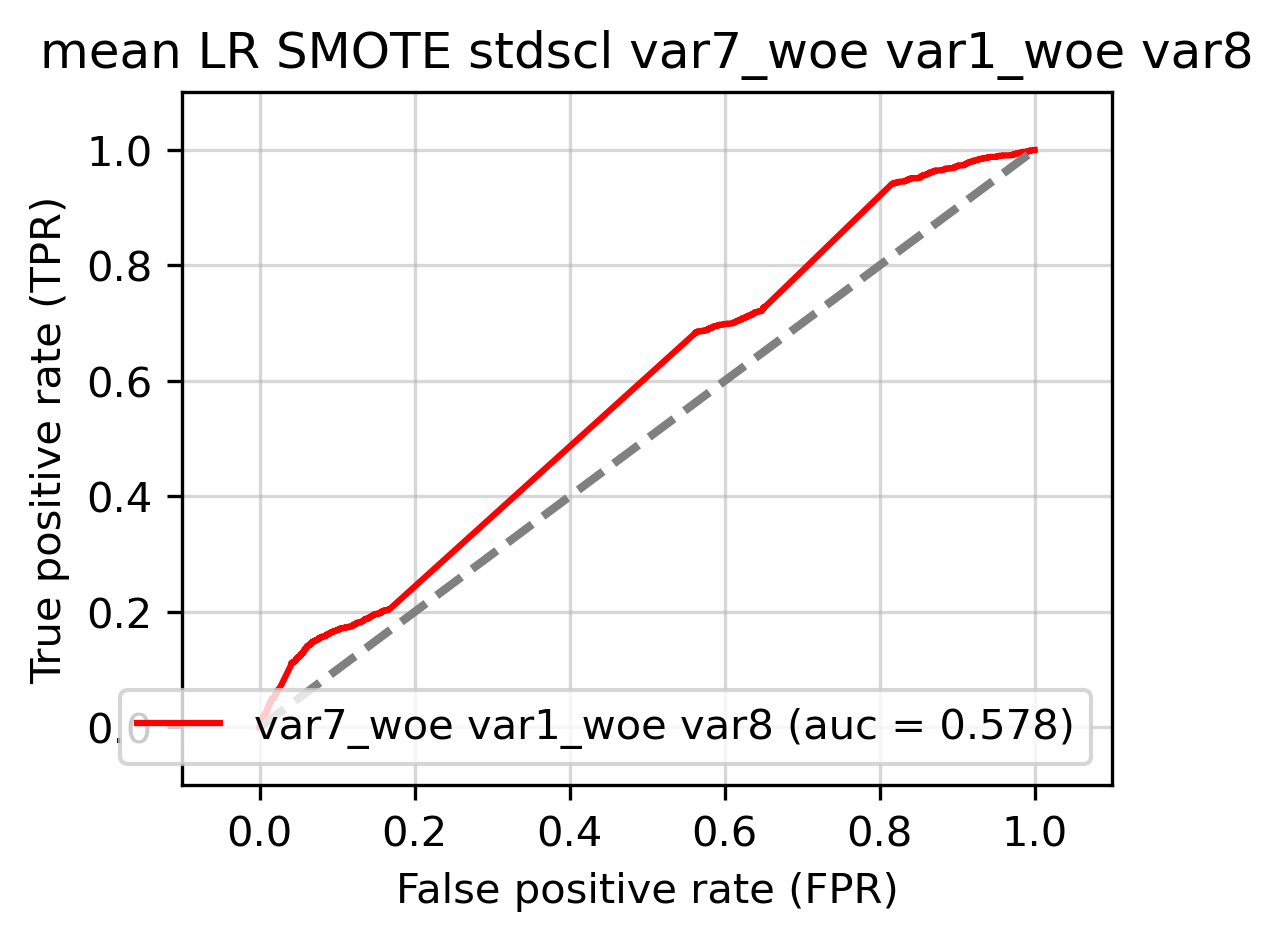 mean LR SMOTE stdscl var7_woe var1_woe var8
True positive rate (TPR)
1.0
0.8
0.6
0.4
0.2
0.0
var7_woe var1_woe var8 (auc = 0.578)
0.0 0.2 0.4 0.6 0.8 1.0
False positive rate (FPR)